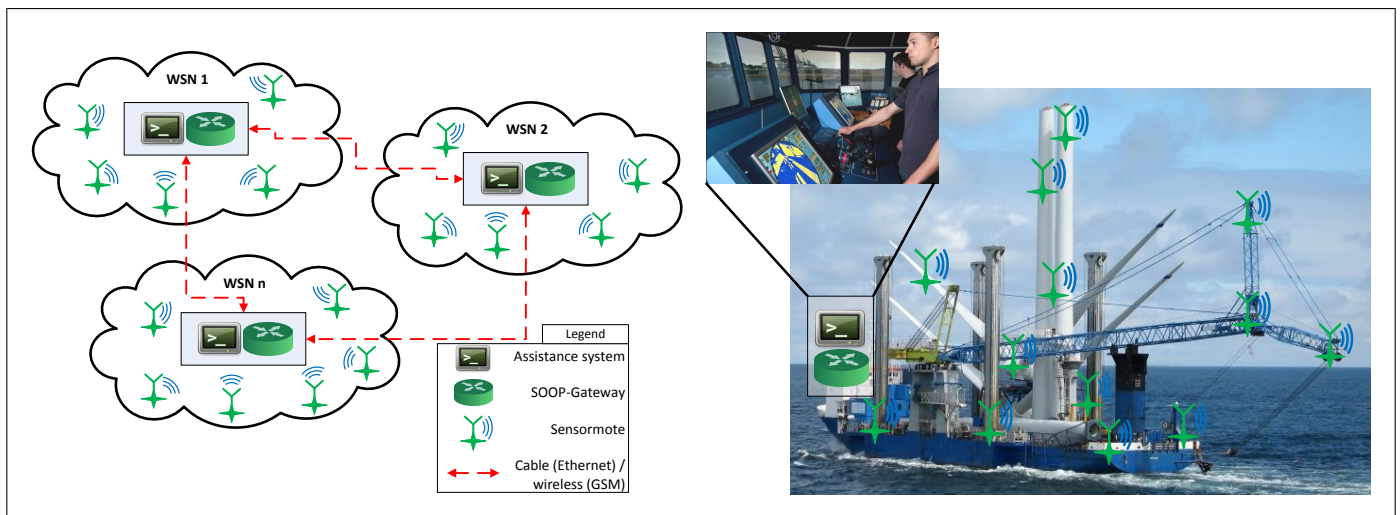 WSN 1
>_
WSN 2
>_
WSN n
>_
Legend
>_
Assistance system
SOOP-Gateway
Sensormote
Cable (Ethernet) /
wireless (GSM)
>_